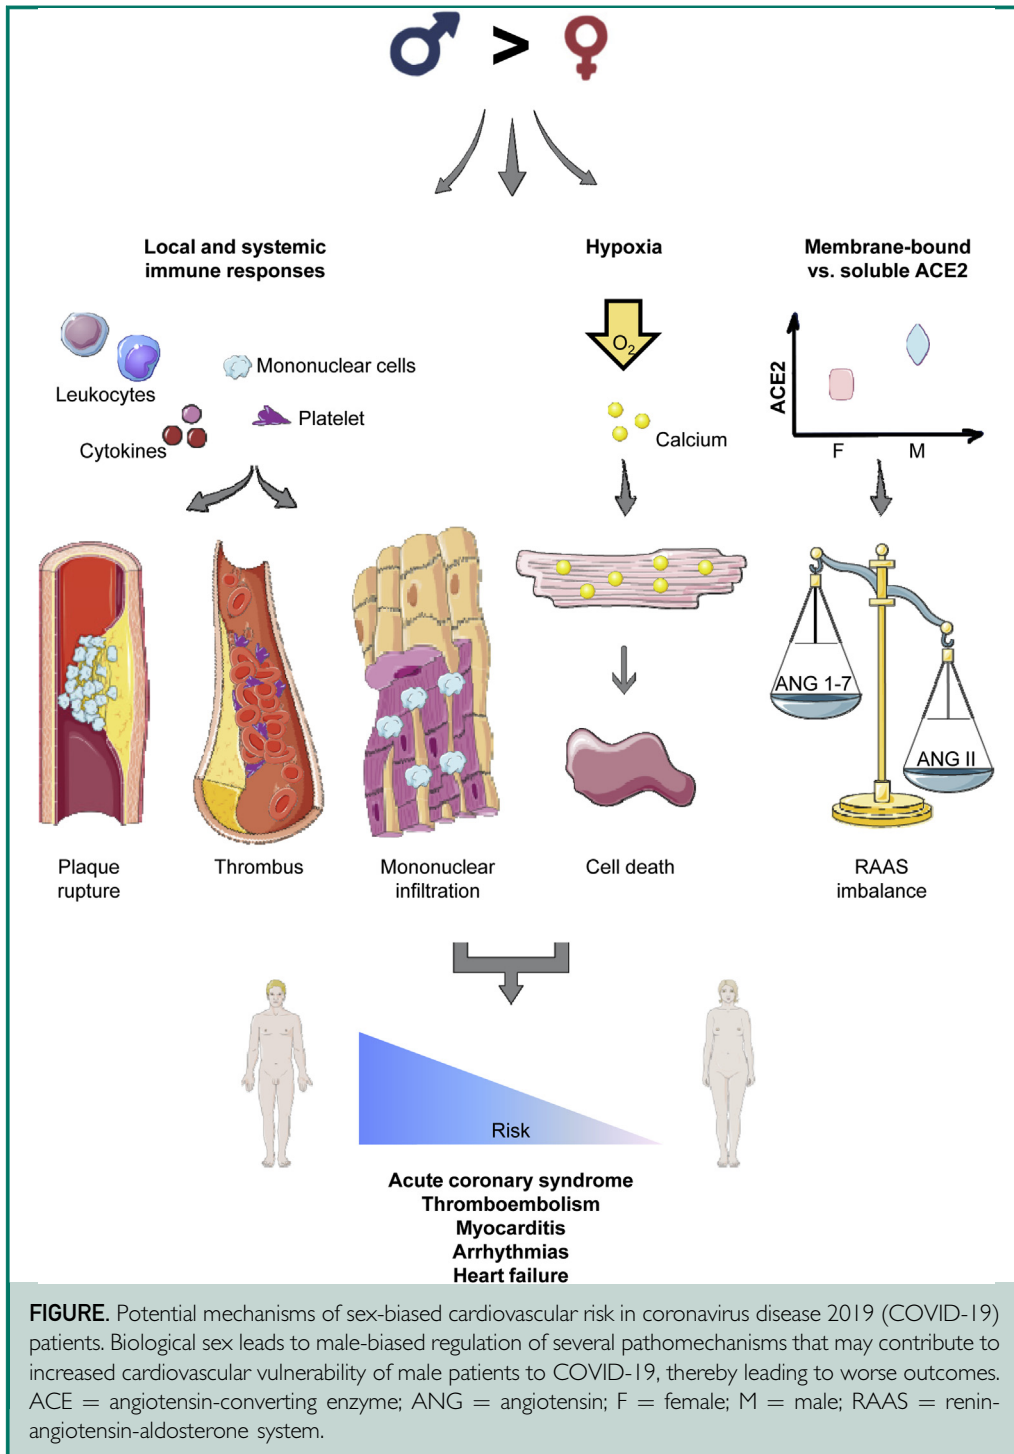 >
Local and systemic
immune responses
Hypoxia
Membrane-bound
vs. soluble ACE2
Leukocytes
Mononuclear cells
Cytokines
Platelet
O2
Calcium
ACE2
F
M
ANG 1-7
ANG II
Plaque
rupture
Thrombus
Mononuclear
infiltration
Cell death
RAAS
imbalance
Risk
Acute coronary syndrome
Thromboembolism
Myocarditis
Arrhythmias
Heart failure
FIGURE. Potential mechanisms of sex-biased cardiovascular risk in coronavirus disease 2019 (COVID-19)
patients. Biological sex leads to male-biased regulation of several pathomechanisms that may contribute to
increased cardiovascular vulnerability of male patients to COVID-19, thereby leading to worse outcomes.
ACE = angiotensin-converting enzyme; ANG = angiotensin; F = female; M = male; RAAS = renin-
angiotensin-aldosterone system.